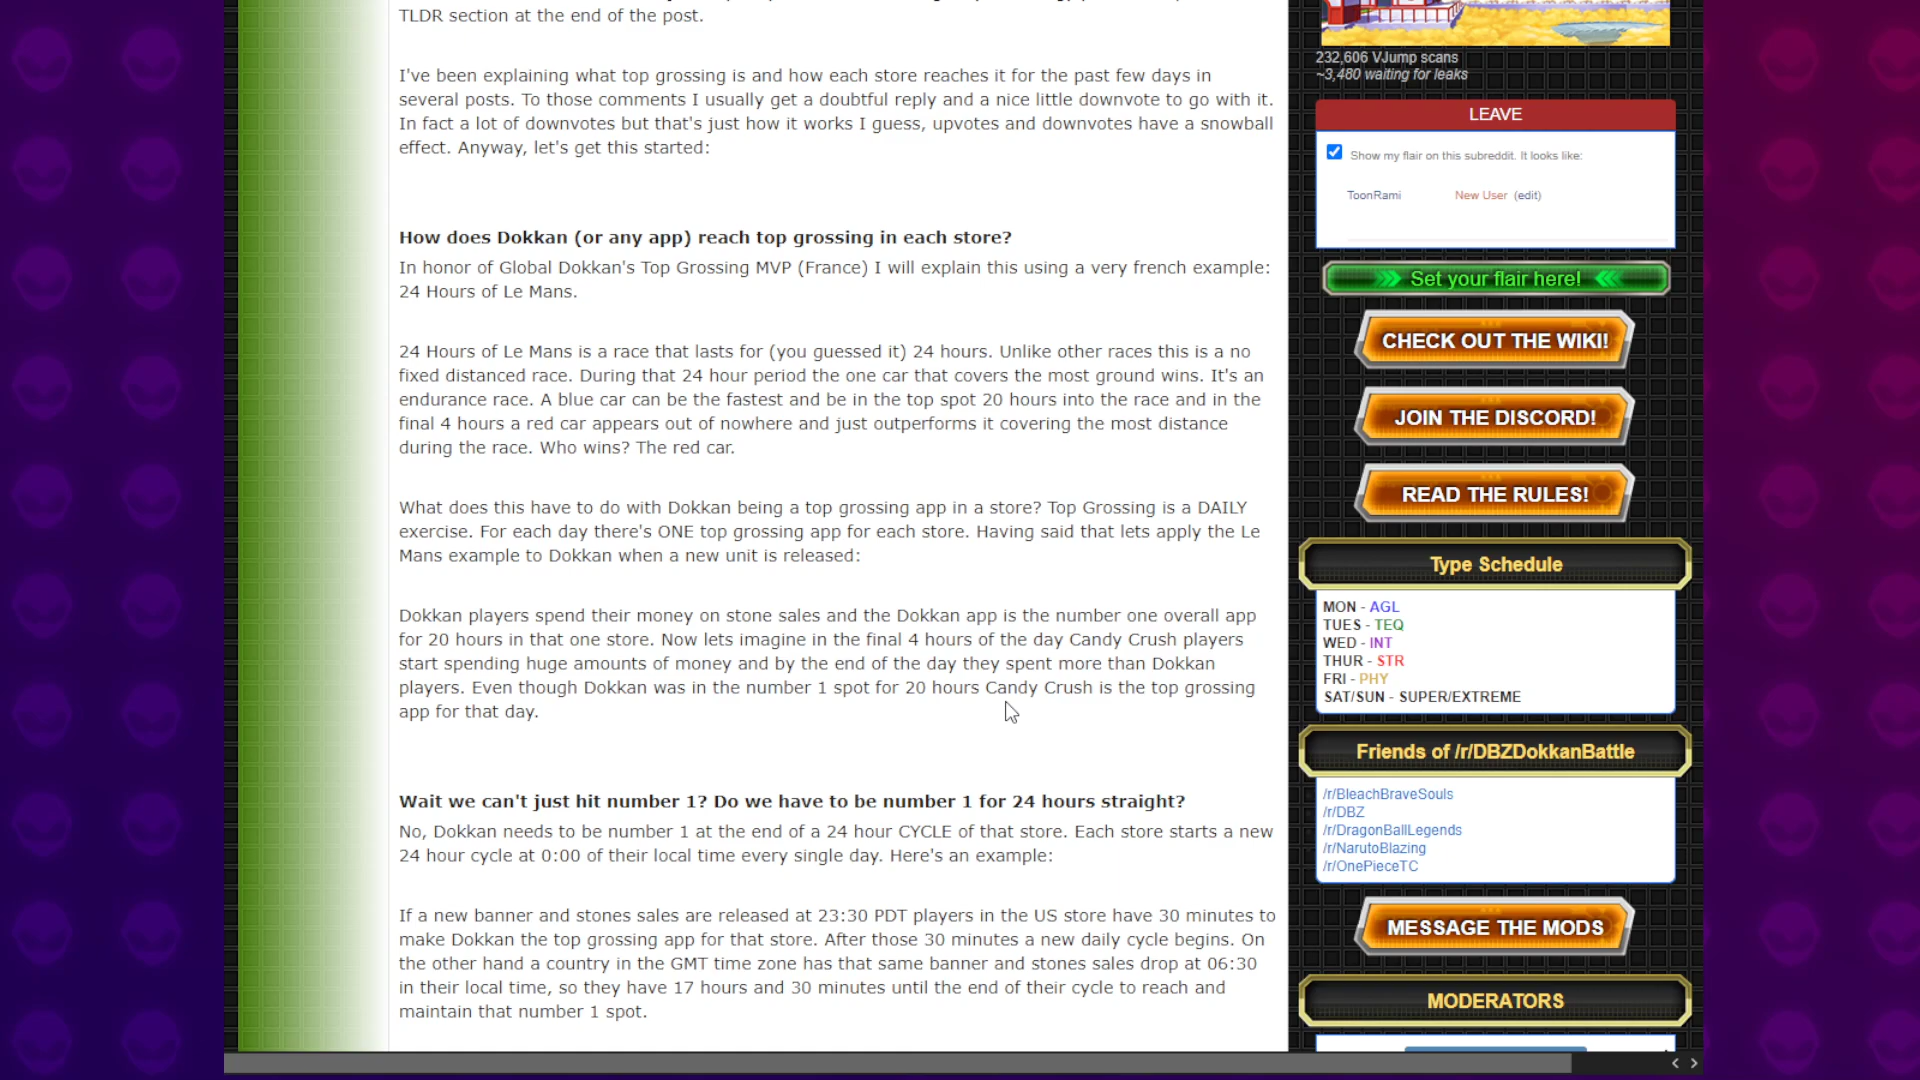 TLDR section at the end of the post.
I've been explaining what top grossing is and how each store reaches it for the past few days in
several posts. To those comments I usually get a doubtful reply and a nice little downvote to go with it.
In fact a lot of downvotes but that's just how it works I guess, upvotes and downvotes have a snowball
effect. Anyway, let's get this started:
How does Dokkan (or any app) reach top grossing in each store?
In honor of Global Dokkan's Top Grossing MVP (France) I will explain this using a very french example:
24 Hours of Le Mans.
24 Hours of Le Mans is a race that lasts for (you guessed it) 24 hours. Unlike other races this is a no
fixed distanced race. During that 24 hour period the one car that covers the most ground wins. It's an
endurance race. A blue car can be the fastest and be in the top spot 20 hours into the race and in the
final 4 hours a red car appears out of nowhere and just outperforms it covering the most distance
during the race. Who wins? The red car.
What does this have to do with Dokkan being a top grossing app in a store? Top Grossing is a DAILY
exercise. For each day there's ONE top grossing app for each store. Having said that lets apply the Le
Mans example to Dokkan when a new unit is released:
Dokkan players spend their money on stone sales and the Dokkan app is the number one overall app
for 20 hours in that one store. Now lets imagine in the final 4 hours of the day Candy Crush players
start spending huge amounts of money and by the end of the day they spent more than Dokkan
players. Even though Dokkan was in the number 1 spot for 20 hours Candy Crush is the top grossing
app for that day.
Wait we can't just hit number 1? Do we have to be number 1 for 24 hours straight?
No, Dokkan needs to be number 1 at the end of a 24 hour CYCLE of that store. Each store starts a new
24 hour cycle at 0:00 of their local time every single day. Here's an example:
If a new banner and stones sales are released at 23:30 PDT players in the US store have 30 minutes to
make Dokkan the top grossing app for that store. After those 30 minutes a new daily cycle begins. On
the other hand a country in the GMT time zone has that same banner and stones sales drop at 06:30
in their local time, so they have 17 hours and 30 minutes until the end of their cycle to reach and
maintain that number 1 spot.
232,606 VJump scans
~3,480 waiting for leaks
LEAVE
Show my flair on this subreddit. It looks like:
ToonRami New User (edit)
Set your flair here!
CHECK OUT THE WIKI!
JOIN THE DISCORD!
READ THE RULES!
Type Schedule
MON - AGL
TUES - TEQ
WED - INT
THUR - STR
FRI - PHY
SAT/SUN - SUPER/EXTREME
Friends of /r/DBZDokkanBattle
/r/BleachBraveSouls
/r/DBZ
/r/DragonBallLegends
/r/NarutoBlazing
/r/OnePieceTC
MESSAGE THE MODS
MODERATORS